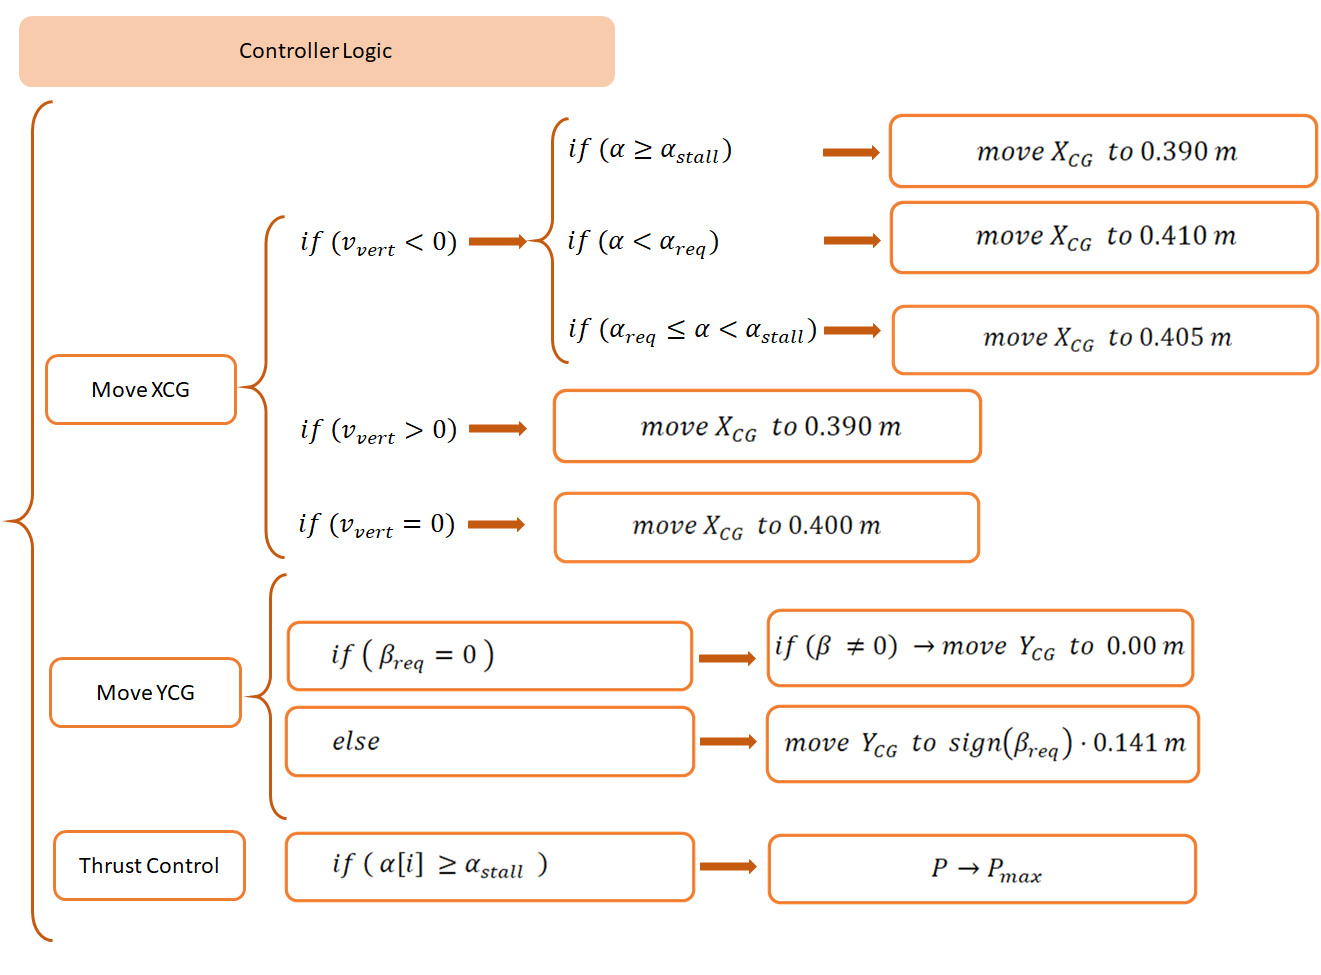 Controller Logic
if (α ≥ α_stall)
move X_CG to 0.390 m
if (v_vert < 0)
if (α < α_req)
move X_CG to 0.410 m
if (α_req ≤ α < α_stall)
move X_CG to 0.405 m
Move XCG
if (v_vert > 0)
move X_CG to 0.390 m
if (v_vert = 0)
move X_CG to 0.400 m
Move YCG
if ( β_req = 0 )
if (β ≠ 0) → move Y_CG to 0.00 m
else
move Y_CG to sign(β_req) · 0.141 m
Thrust Control
if ( α[i] ≥ α_stall )
P → P_max